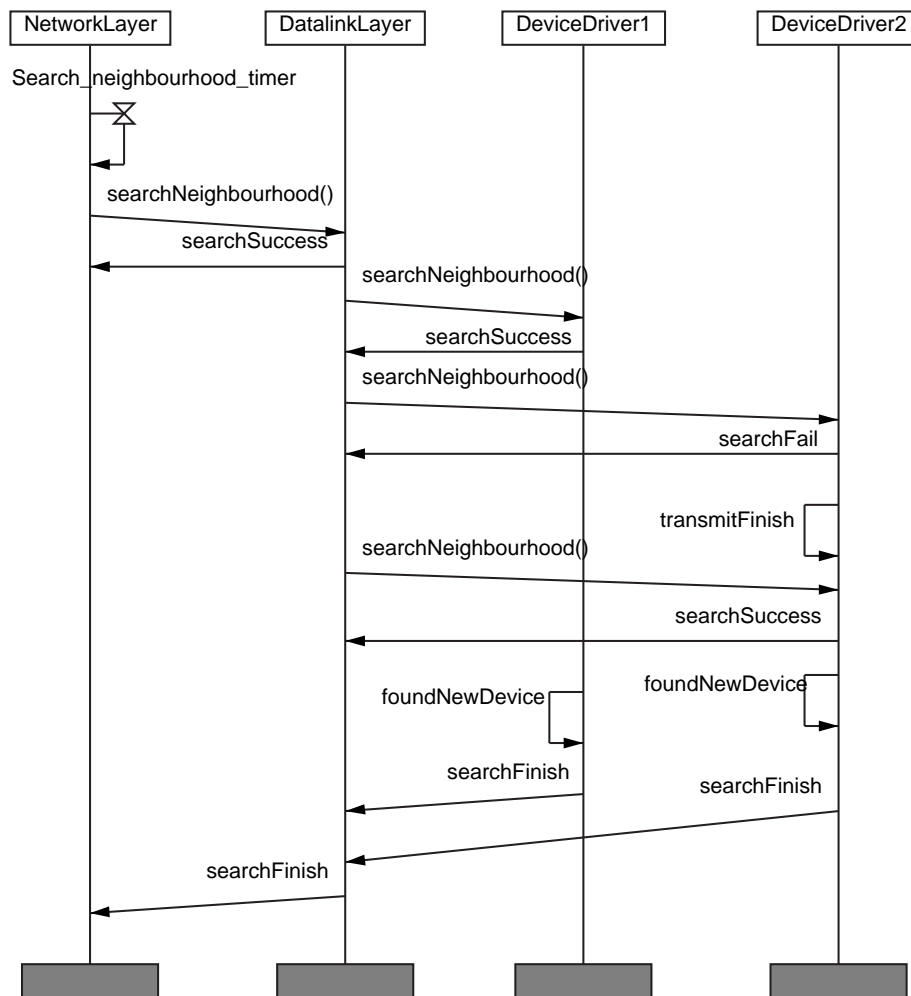 NetworkLayer DatalinkLayer DeviceDriver1 DeviceDriver2
Search_neighbourhood_timer
searchNeighbourhood()
searchSuccess
searchNeighbourhood()
searchSuccess
searchNeighbourhood()
searchFail
transmitFinish
searchNeighbourhood()
searchSuccess
foundNewDevice
foundNewDevice
searchFinish
searchFinish
searchFinish